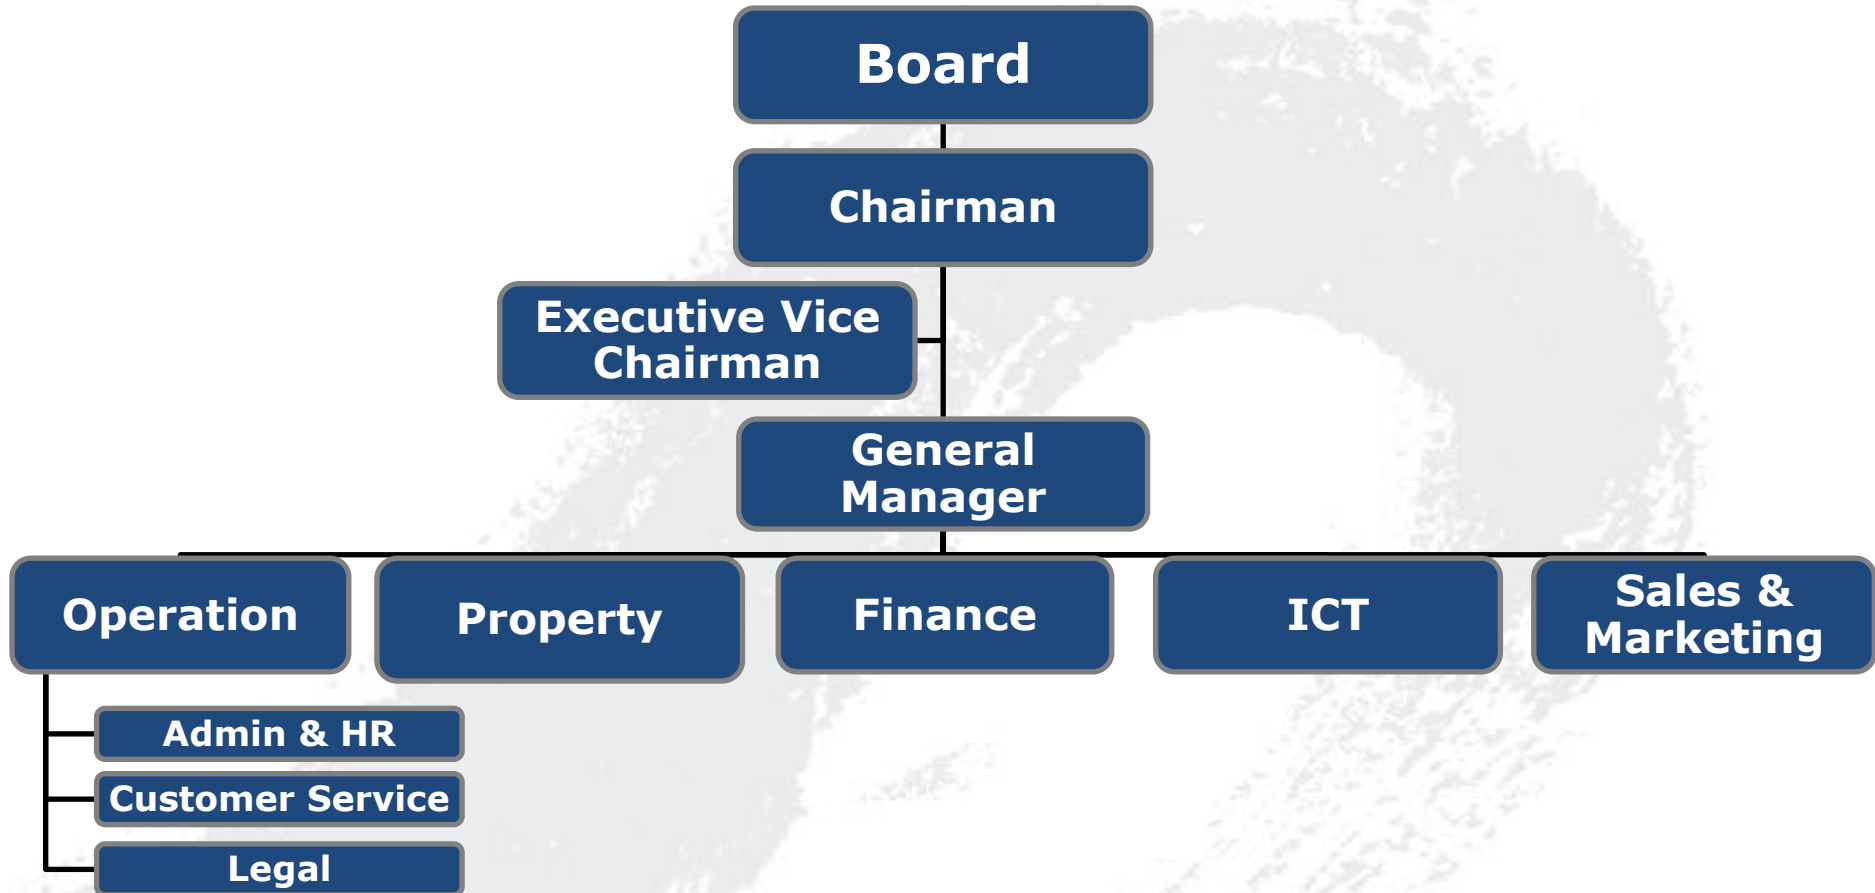 Board
Chairman
Executive Vice
Chairman
General
Manager
Operation
Property
Finance
ICT
Sales &
Marketing
Admin & HR
Customer Service
Legal